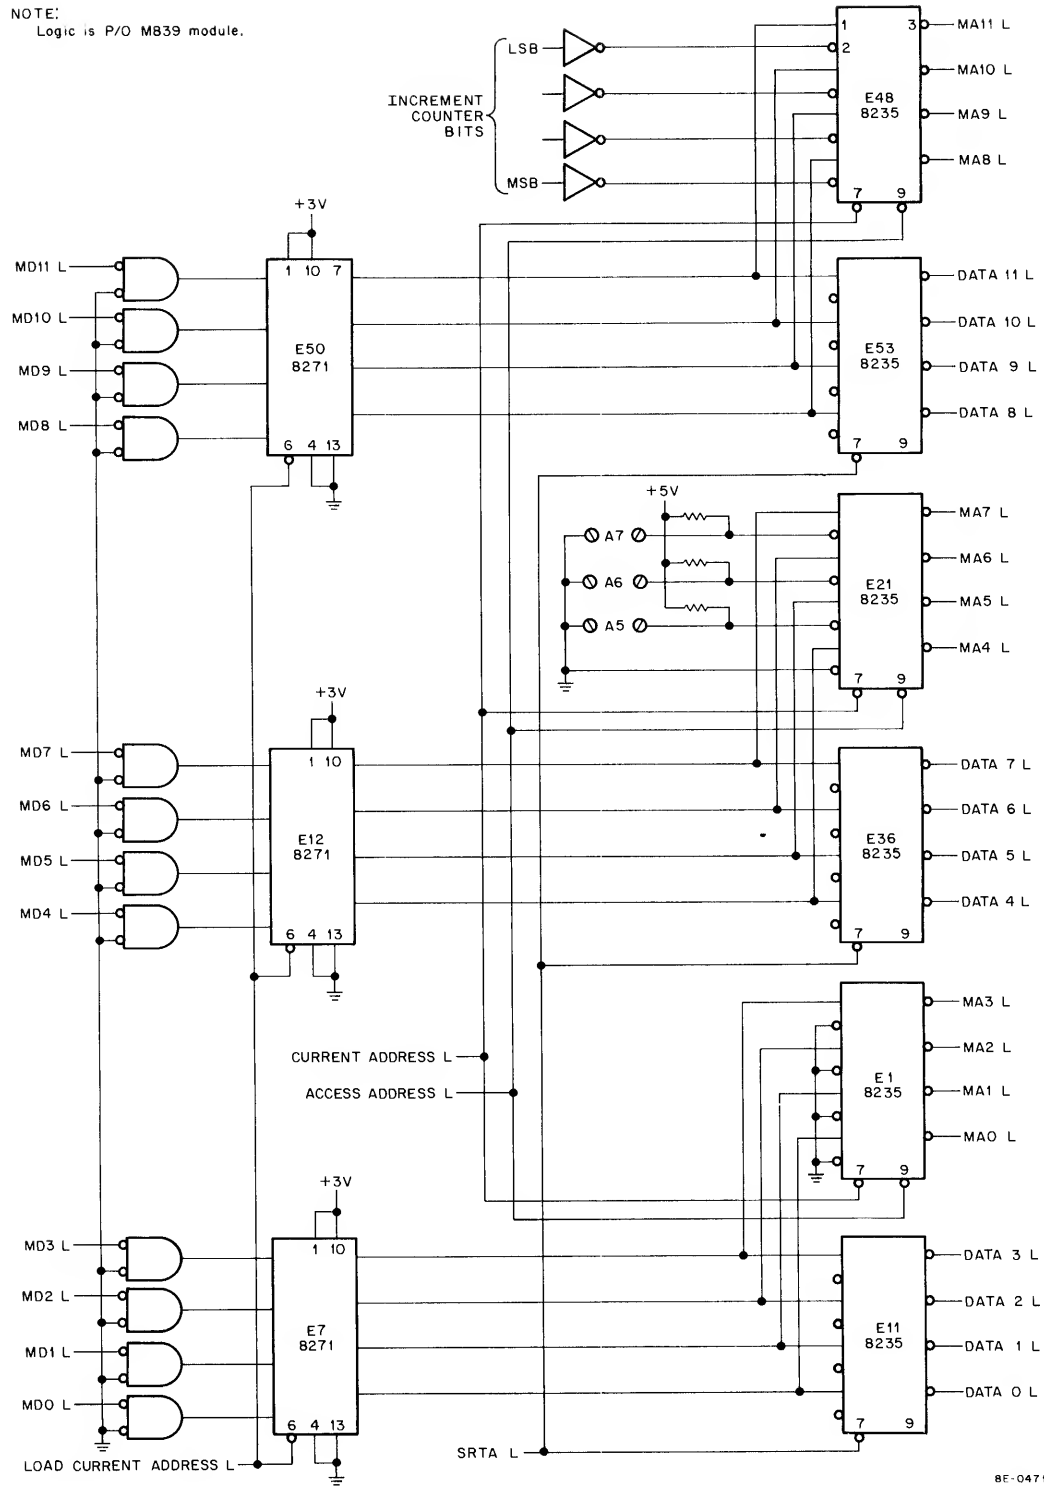 NOTE:
Logic is P/O M839 module.
LSB
INCREMENT
COUNTER
BITS
MSB
1 3
2
E48
8235
7 9
MA11 L
MA10 L
MA9 L
MA8 L
+3V
MD11 L
MD10 L
MD9 L
MD8 L
1 10 7
E50
8271
6 4 13
E53
8235
7 9
DATA 11 L
DATA 10 L
DATA 9 L
DATA 8 L
+5V
A7
A6
A5
E21
8235
7 9
MA7 L
MA6 L
MA5 L
MA4 L
+3V
MD7 L
MD6 L
MD5 L
MD4 L
1 10
E12
8271
6 4 13
E36
8235
7 9
DATA 7 L
DATA 6 L
DATA 5 L
DATA 4 L
CURRENT ADDRESS L
ACCESS ADDRESS L
E1
8235
7 9
MA3 L
MA2 L
MA1 L
MA0 L
+3V
MD3 L
MD2 L
MD1 L
MD0 L
1 10
E7
8271
6 4 13
E11
8235
7 9
DATA 3 L
DATA 2 L
DATA 1 L
DATA 0 L
LOAD CURRENT ADDRESS L
SRTA L